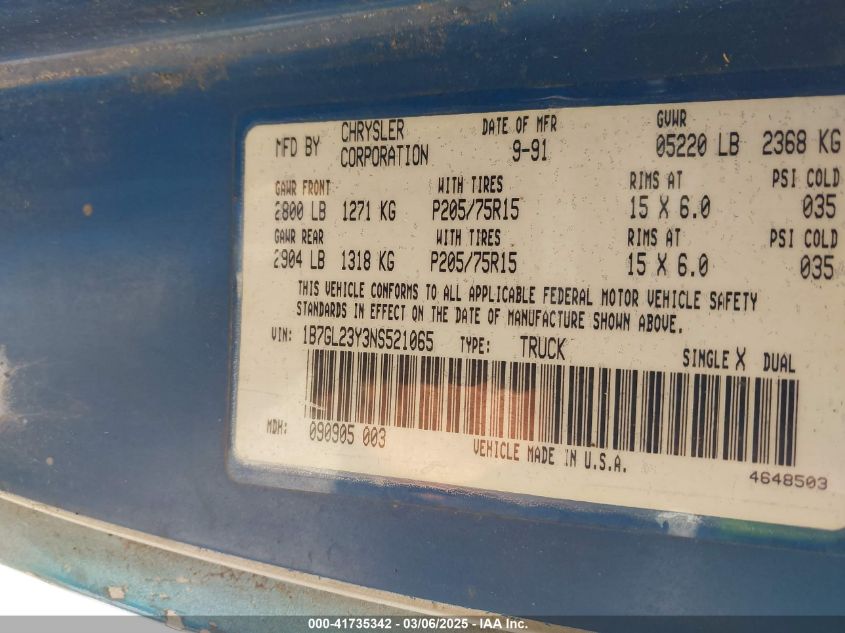 MFD BY CHRYSLER CORPORATION DATE OF MFR 9-91 GVWR 05220 LB 2368 KG
GAWR FRONT WITH TIRES RIMS AT PSI COLD
2800 LB 1271 KG P205/75R15 15 X 6.0 035
GAWR REAR WITH TIRES RIMS AT PSI COLD
2904 LB 1318 KG P205/75R15 15 X 6.0 035
THIS VEHICLE CONFORMS TO ALL APPLICABLE FEDERAL MOTOR VEHICLE SAFETY
STANDARDS IN EFFECT ON THE DATE OF MANUFACTURE SHOWN ABOVE.
VIN: 1B7GL23Y3NS521065 TYPE: TRUCK SINGLE X DUAL
MDH: 090905 003 VEHICLE MADE IN U.S.A. 4648503
000-41735342 - 03/06/2025 - IAA Inc.